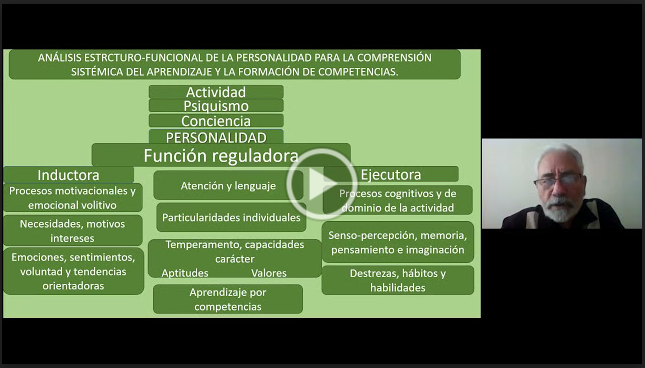 ANÁLISIS ESTRCTURO-FUNCIONAL DE LA PERSONALIDAD PARA LA COMPRENSIÓN
SISTÉMICA DEL APRENDIZAJE Y LA FORMACIÓN DE COMPETENCIAS.
Actividad
Psiquismo
Conciencia
PERSONALIDAD
Función reguladora
Inductora
Procesos motivacionales y
emocional volitivo
Necesidades, motivos
intereses
Emociones, sentimientos,
voluntad y tendencias
orientadoras
Atención y lenguaje
Particularidades individuales
Temperamento, capacidades
carácter
Aptitudes Valores
Aprendizaje por
competencias
Ejecutora
Procesos cognitivos y de
dominio de la actividad
Senso-percepción, memoria,
pensamiento e imaginación
Destrezas, hábitos y
habilidades